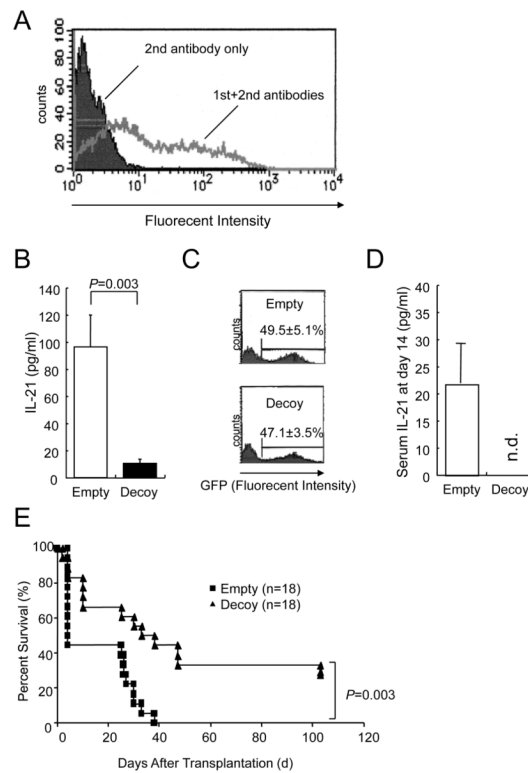 A
counts
0 20 40 60 80 100
2nd antibody only
1st+2nd antibodies
10^0 10^1 10^2 10^3 10^4
Fluorecent Intensity
B
P=0.003
IL-21 (pg/ml)
140
120
100
80
60
40
20
0
Empty Decoy
C
Empty
counts
49.5±5.1%
Decoy
counts
47.1±3.5%
GFP (Fluorecent Intensity)
D
Serum IL-21 at day 14 (pg/ml)
40
35
30
25
20
15
10
5
0
n.d.
Empty Decoy
E
Percent Survival (%)
100
80
60
40
20
0
Empty (n=18)
Decoy (n=18)
P=0.003
0 20 40 60 80 100 120
Days After Transplantation (d)